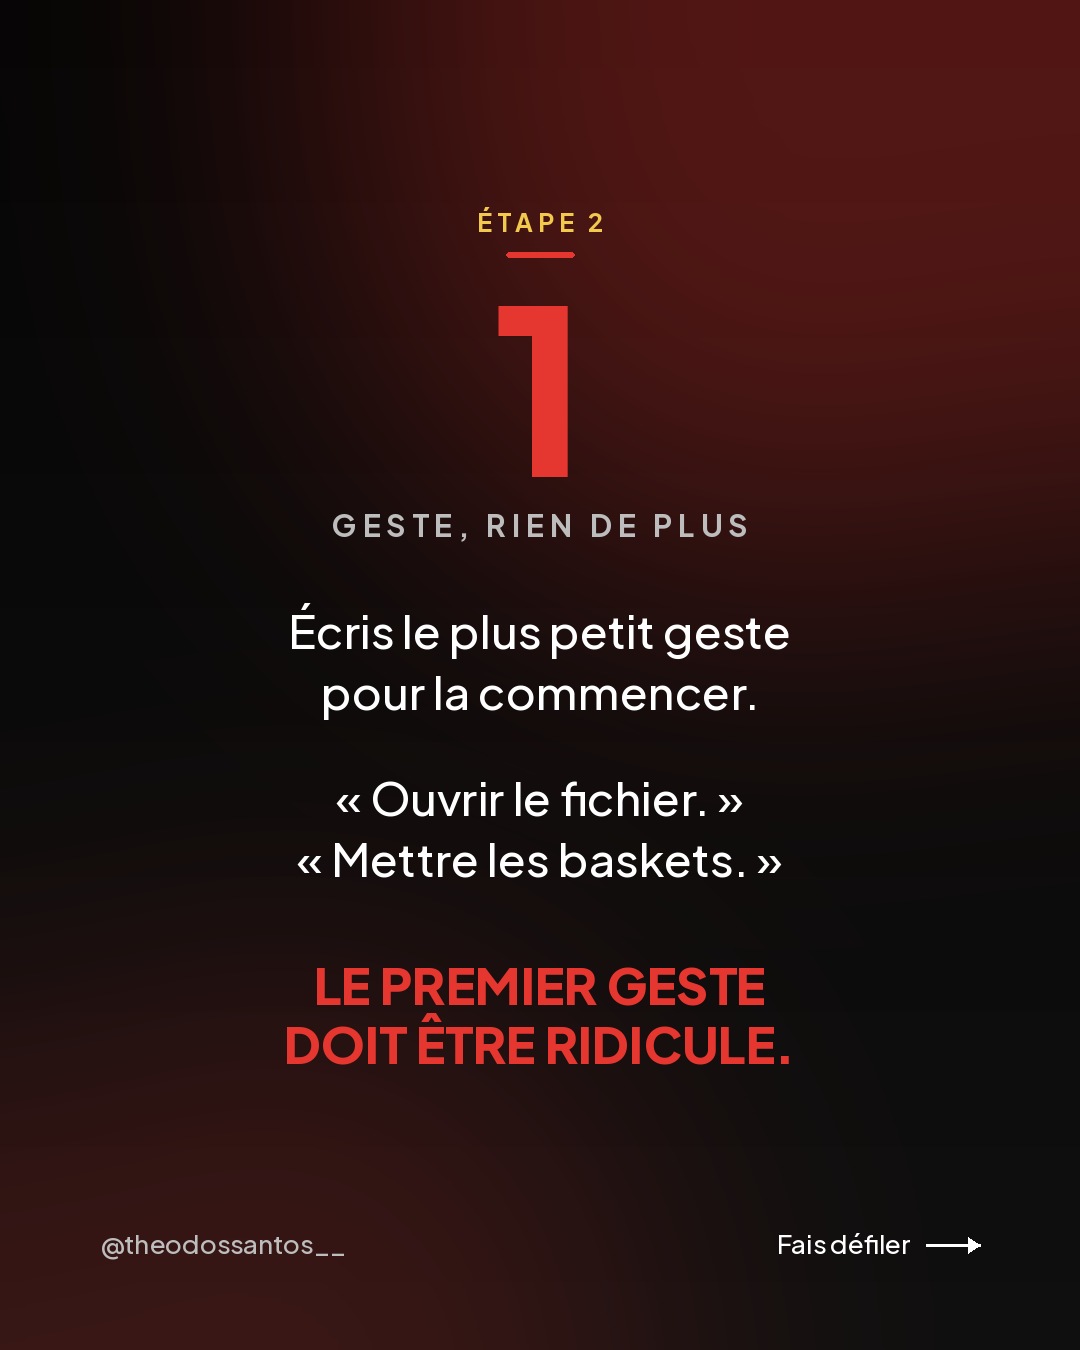 ÉTAPE 2
1
GESTE, RIEN DE PLUS
Écris le plus petit geste
pour la commencer.
« Ouvrir le fichier. »
« Mettre les baskets. »
LE PREMIER GESTE
DOIT ÊTRE RIDICULE.
@theodossantos__
Fais défiler